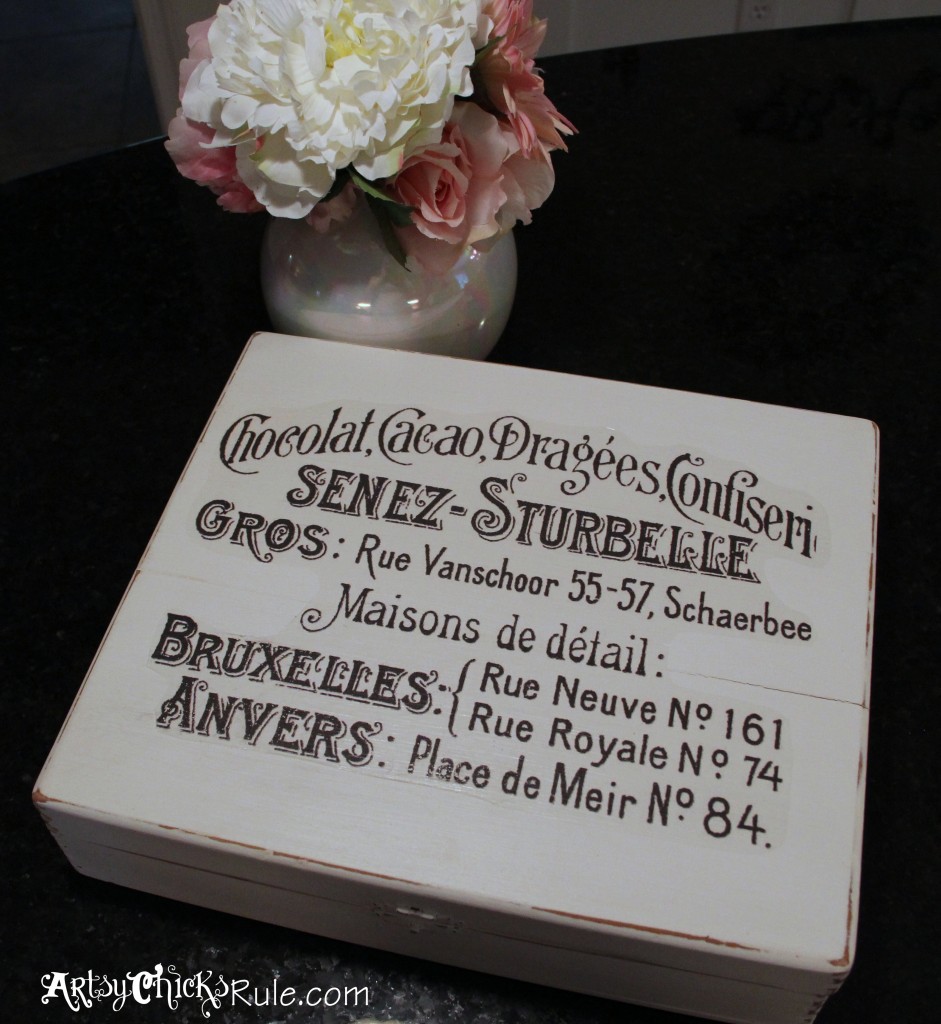 Chocolat, Cacao, Dragées, Confiseri
SENEZ-STURBELLE
GROS: Rue Vanschoor 55-57, Schaerbee
Maisons de détail:
BRUXELLES: { Rue Neuve Nº 161
Rue Royale Nº 74
ANVERS: Place de Meir Nº 84.
ArtsyChicksRule.com